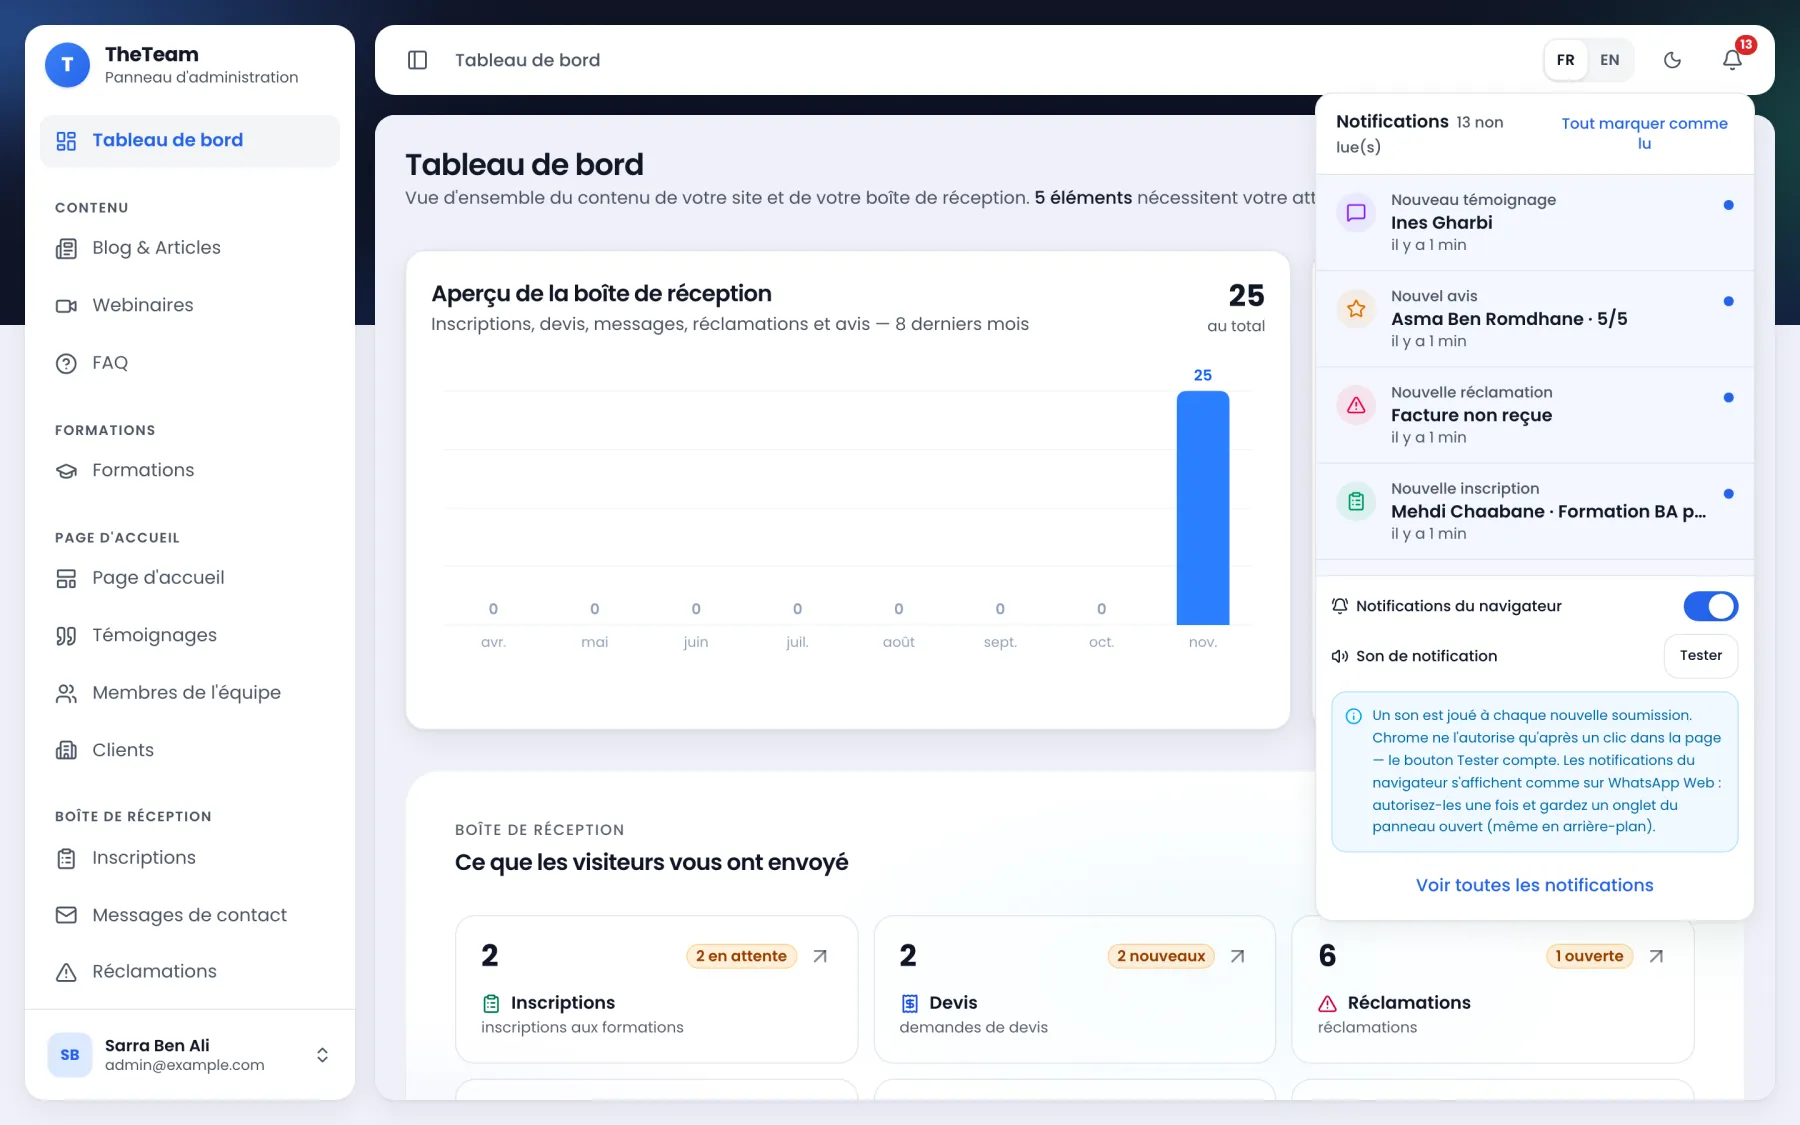 T
TheTeam
Panneau d'administration
Tableau de bord
CONTENU
Blog & Articles
Webinaires
FAQ
FORMATIONS
Formations
PAGE D'ACCUEIL
Page d'accueil
Témoignages
Membres de l'équipe
Clients
BOÎTE DE RÉCEPTION
Inscriptions
Messages de contact
Réclamations
SB
Sarra Ben Ali
admin@example.com
Tableau de bord
FR
EN
13
Tableau de bord
Vue d'ensemble du contenu de votre site et de votre boîte de réception. 5 éléments nécessitent votre att
Aperçu de la boîte de réception
Inscriptions, devis, messages, réclamations et avis — 8 derniers mois
25
au total
25
0 0 0 0 0 0 0
avr. mai juin juil. août sept. oct. nov.
BOÎTE DE RÉCEPTION
Ce que les visiteurs vous ont envoyé
2
2 en attente
Inscriptions
inscriptions aux formations
2
2 nouveaux
Devis
demandes de devis
6
1 ouverte
Réclamations
réclamations
Notifications 13 non
lue(s)
Tout marquer comme
lu
Nouveau témoignage
Ines Gharbi
il y a 1 min
Nouvel avis
Asma Ben Romdhane · 5/5
il y a 1 min
Nouvelle réclamation
Facture non reçue
il y a 1 min
Nouvelle inscription
Mehdi Chaabane · Formation BA p...
il y a 1 min
Notifications du navigateur
Son de notification
Tester
Un son est joué à chaque nouvelle soumission.
Chrome ne l'autorise qu'après un clic dans la page
— le bouton Tester compte. Les notifications du
navigateur s'affichent comme sur WhatsApp Web :
autorisez-les une fois et gardez un onglet du
panneau ouvert (même en arrière-plan).
Voir toutes les notifications